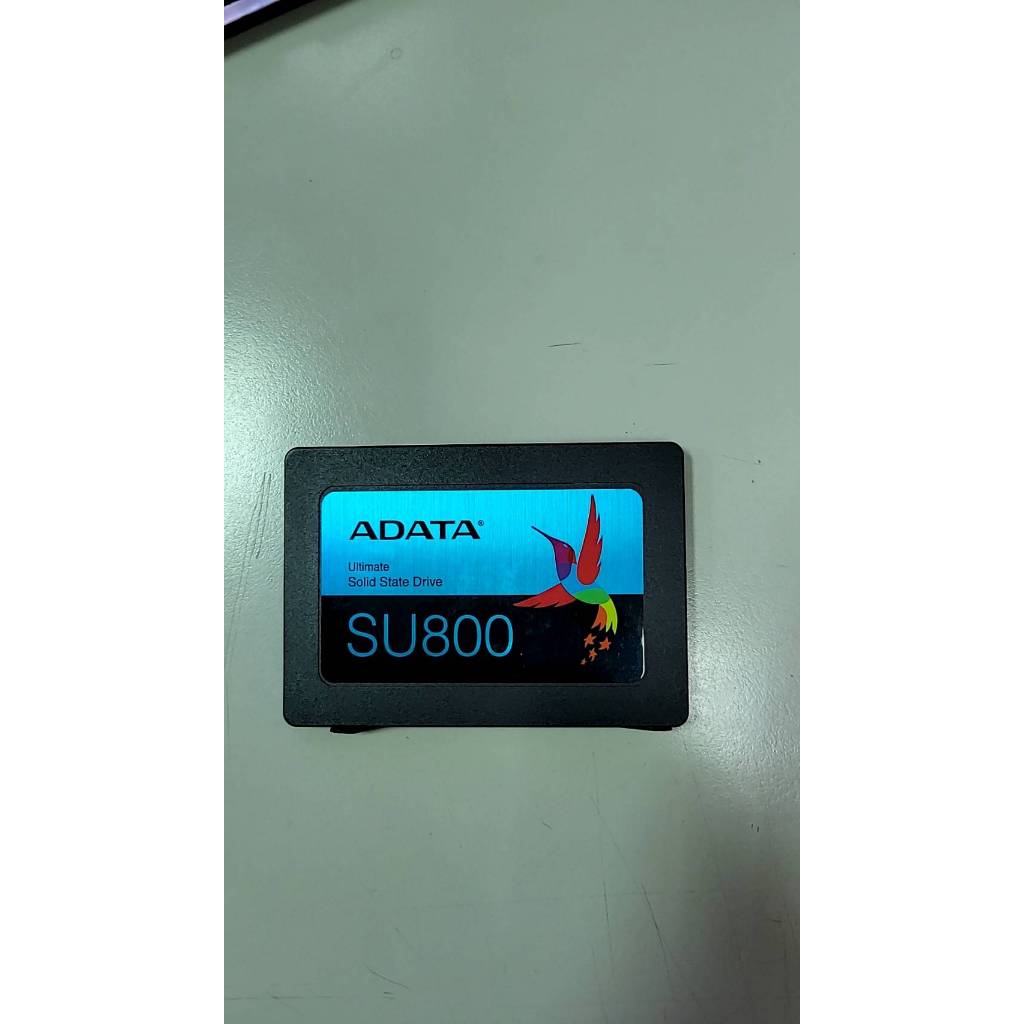 ADATA®
Ultimate
Solid State Drive
SU800